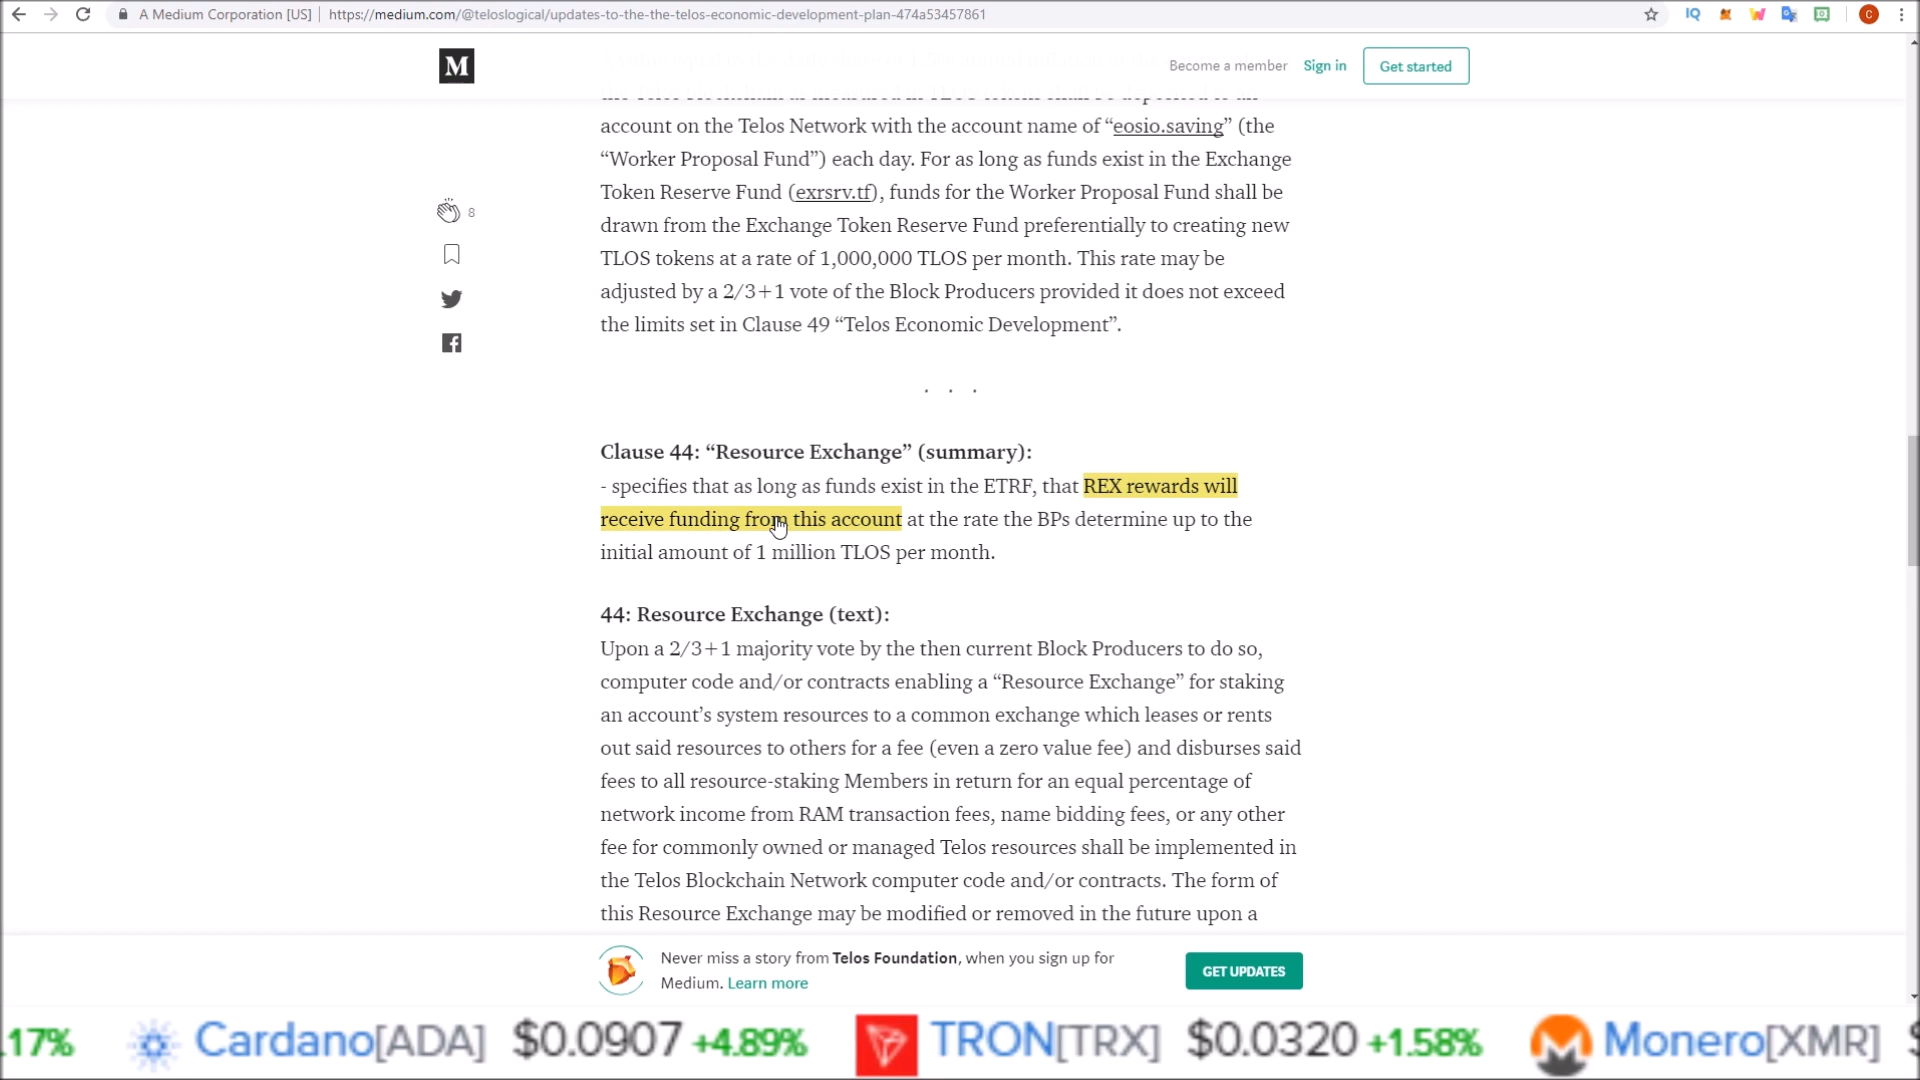 A Medium Corporation [US] | https://medium.com/@teloslogical/updates-to-the-the-telos-economic-development-plan-474a53457861
M
Become a member Sign in Get started
account on the Telos Network with the account name of “eosio.saving” (the
“Worker Proposal Fund”) each day. For as long as funds exist in the Exchange
Token Reserve Fund (exrsrv.tf), funds for the Worker Proposal Fund shall be
drawn from the Exchange Token Reserve Fund preferentially to creating new
TLOS tokens at a rate of 1,000,000 TLOS per month. This rate may be
adjusted by a 2/3+1 vote of the Block Producers provided it does not exceed
the limits set in Clause 49 “Telos Economic Development”.
8
. . .
Clause 44: “Resource Exchange” (summary):
- specifies that as long as funds exist in the ETRF, that REX rewards will
receive funding from this account at the rate the BPs determine up to the
initial amount of 1 million TLOS per month.
44: Resource Exchange (text):
Upon a 2/3+1 majority vote by the then current Block Producers to do so,
computer code and/or contracts enabling a “Resource Exchange” for staking
an account’s system resources to a common exchange which leases or rents
out said resources to others for a fee (even a zero value fee) and disburses said
fees to all resource-staking Members in return for an equal percentage of
network income from RAM transaction fees, name bidding fees, or any other
fee for commonly owned or managed Telos resources shall be implemented in
the Telos Blockchain Network computer code and/or contracts. The form of
this Resource Exchange may be modified or removed in the future upon a
Never miss a story from Telos Foundation, when you sign up for
Medium. Learn more
GET UPDATES
.17% Cardano[ADA] $0.0907 +4.89% TRON[TRX] $0.0320 +1.58% Monero[XMR]